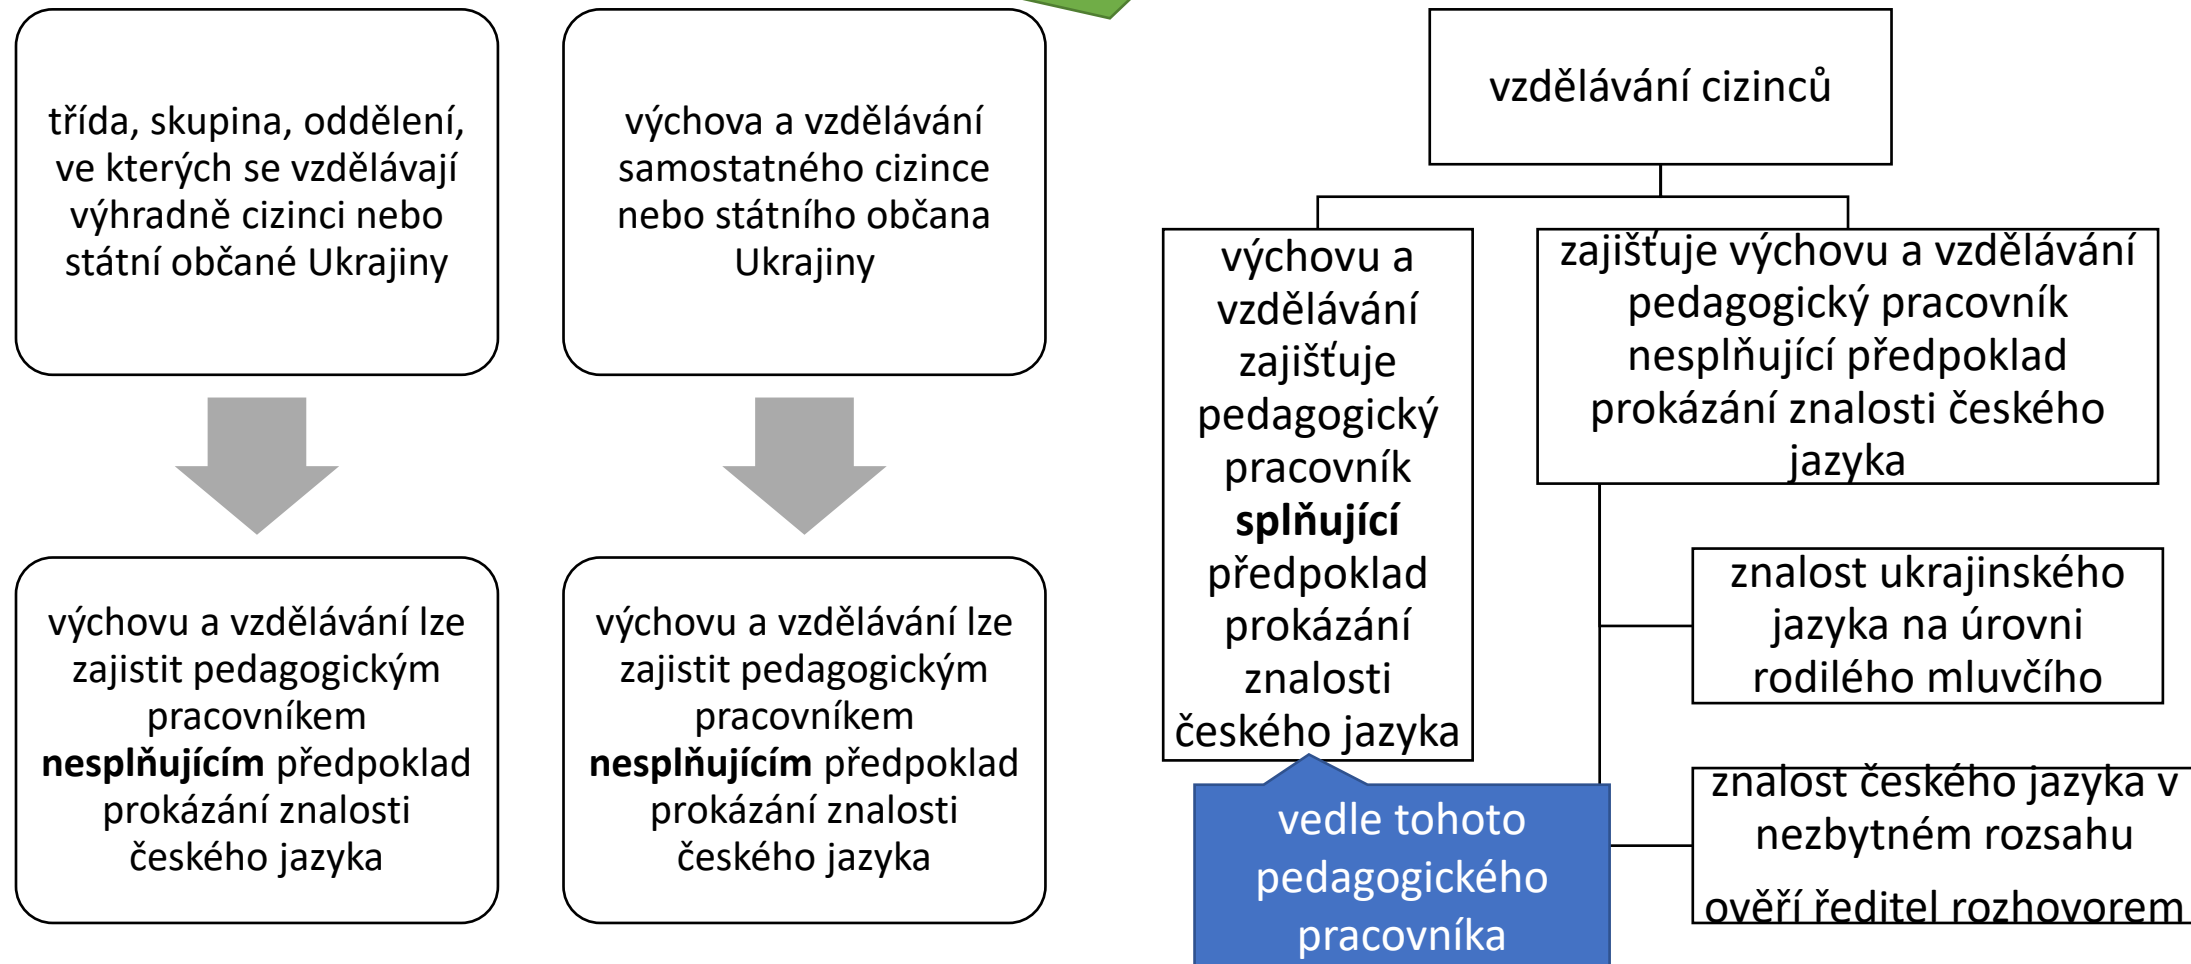 třída, skupina, oddělení,
ve kterých se vzdělávají
výhradně cizinci nebo
státní občané Ukrajiny
výchovu a vzdělávání lze
zajistit pedagogickým
pracovníkem
nesplňujícím předpoklad
prokázání znalosti
českého jazyka
výchova a vzdělávání
samostatného cizince
nebo státního občana
Ukrajiny
výchovu a vzdělávání lze
zajistit pedagogickým
pracovníkem
nesplňujícím předpoklad
prokázání znalosti
českého jazyka
vzdělávání cizinců
výchovu a
vzdělávání
zajišťuje
pedagogický
pracovník
splňující
předpoklad
prokázání
znalosti
českého jazyka
vedle tohoto
pedagogického
pracovníka
zajišťuje výchovu a vzdělávání
pedagogický pracovník
nesplňující předpoklad
prokázání znalosti českého
jazyka
znalost ukrajinského
jazyka na úrovni
rodilého mluvčího
znalost českého jazyka v
nezbytném rozsahu
ověří ředitel rozhovorem